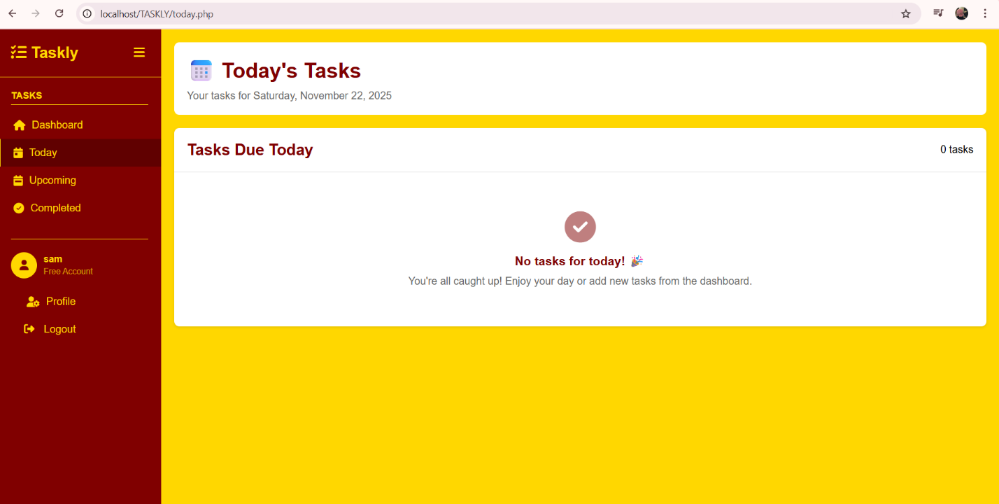 localhost/TASKLY/today.php
Taskly
TASKS
Dashboard
Today
Upcoming
Completed
sam
Free Account
Profile
Logout
Today's Tasks
Your tasks for Saturday, November 22, 2025
Tasks Due Today
0 tasks
No tasks for today! 🎉
You're all caught up! Enjoy your day or add new tasks from the dashboard.